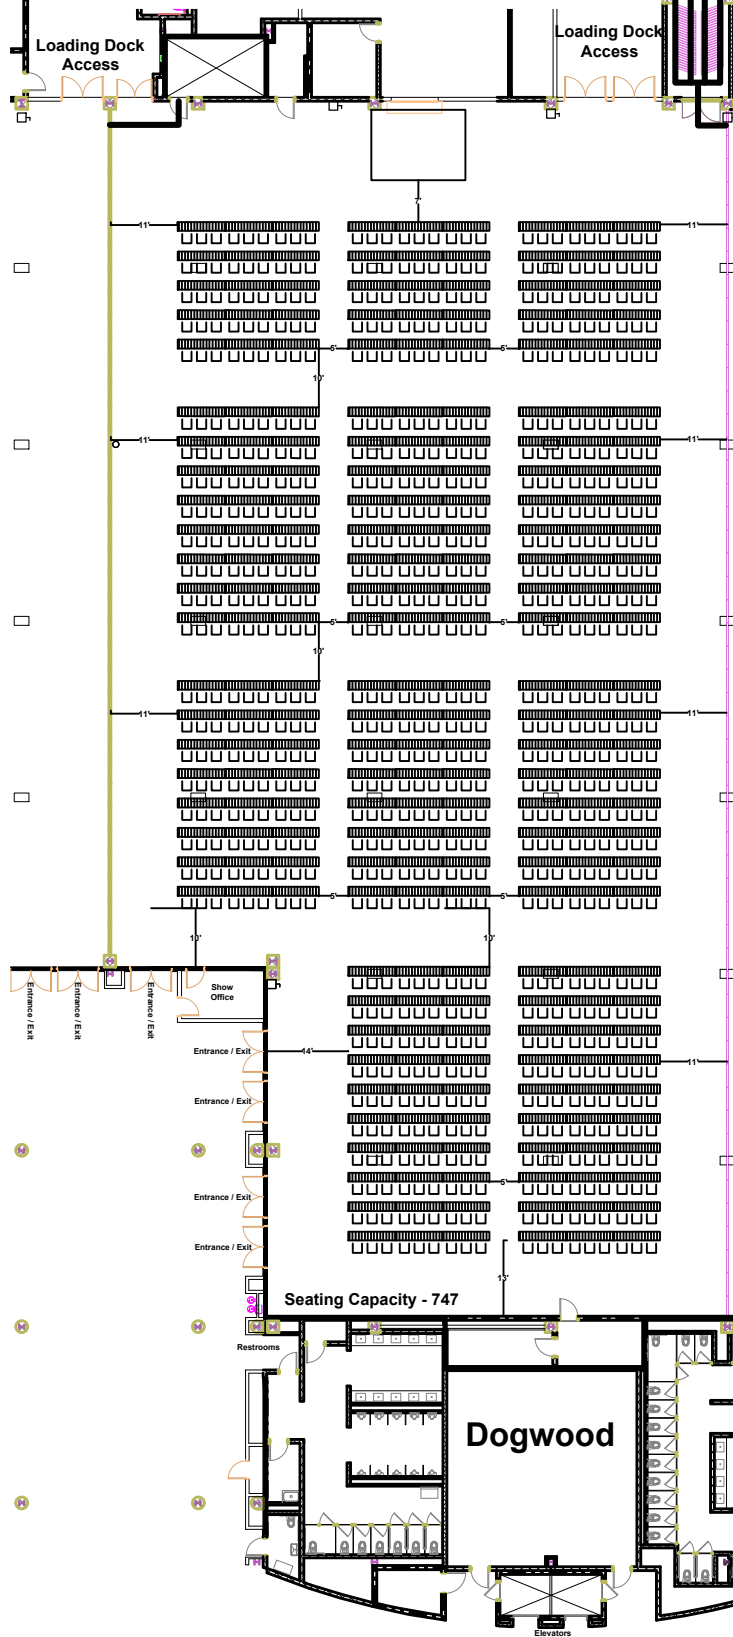 Loading Dock
Access
Loading Dock
Access
7'
11'
11'
5'
5'
10'
11'
11'
5'
5'
10'
11'
11'
5'
5'
10'
10'
Show
Office
Entrance / Exit
Entrance / Exit
Entrance / Exit
Entrance / Exit
14'
11'
Entrance / Exit
5'
Entrance / Exit
Entrance / Exit
13'
Seating Capacity - 747
Restrooms
Dogwood
Elevators